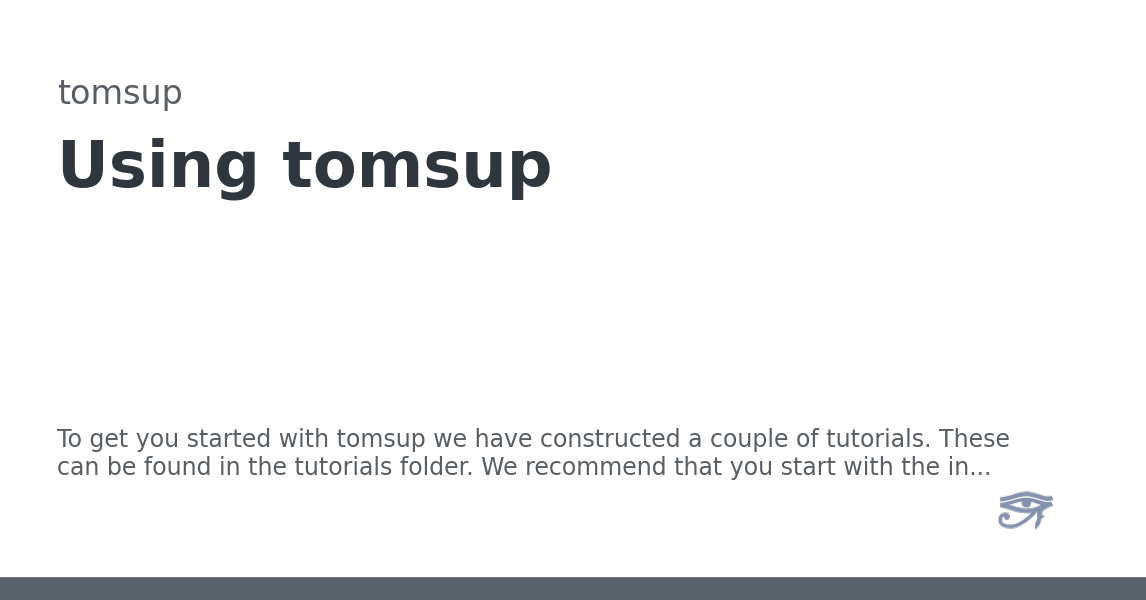 tomsup
Using tomsup
To get you started with tomsup we have constructed a couple of tutorials. These
can be found in the tutorials folder. We recommend that you start with the in...